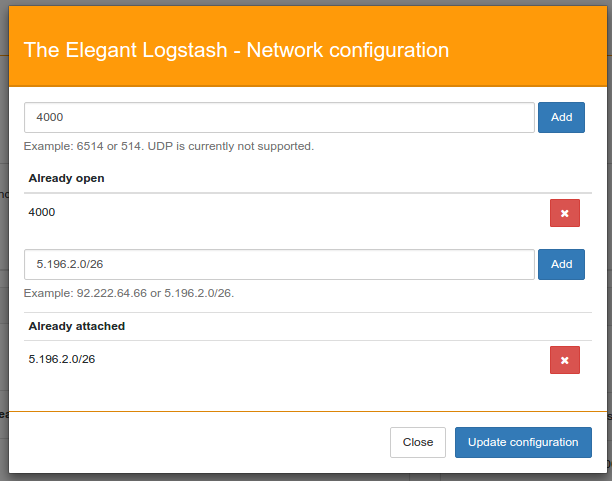 The Elegant Logstash - Network configuration
4000
Add
Example: 6514 or 514. UDP is currently not supported.
Already open
4000
5.196.2.0/26
Add
Example: 92.222.64.66 or 5.196.2.0/26.
Already attached
5.196.2.0/26
Close
Update configuration